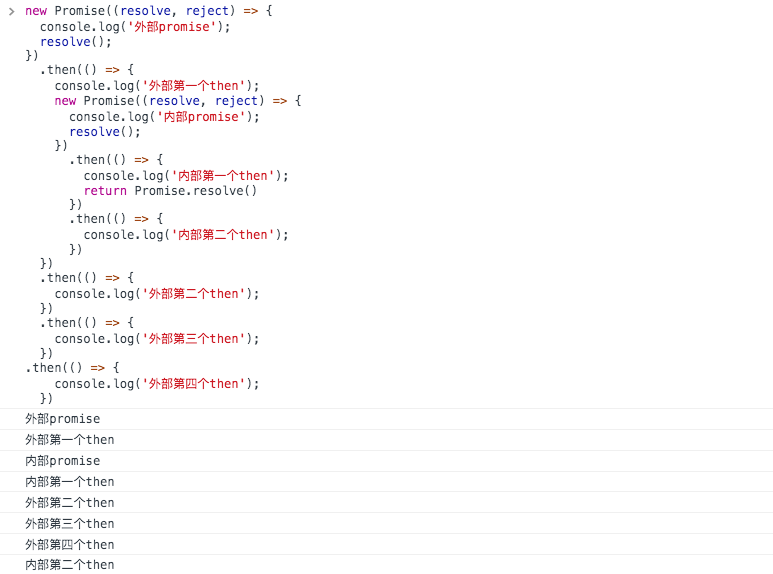 > new Promise((resolve, reject) => {
console.log('外部promise');
resolve();
})
.then(() => {
console.log('外部第一个then');
new Promise((resolve, reject) => {
console.log('内部promise');
resolve();
})
.then(() => {
console.log('内部第一个then');
return Promise.resolve()
})
.then(() => {
console.log('内部第二个then');
})
})
.then(() => {
console.log('外部第二个then');
})
.then(() => {
console.log('外部第三个then');
})
.then(() => {
console.log('外部第四个then');
})
外部promise
外部第一个then
内部promise
内部第一个then
外部第二个then
外部第三个then
外部第四个then
内部第二个then